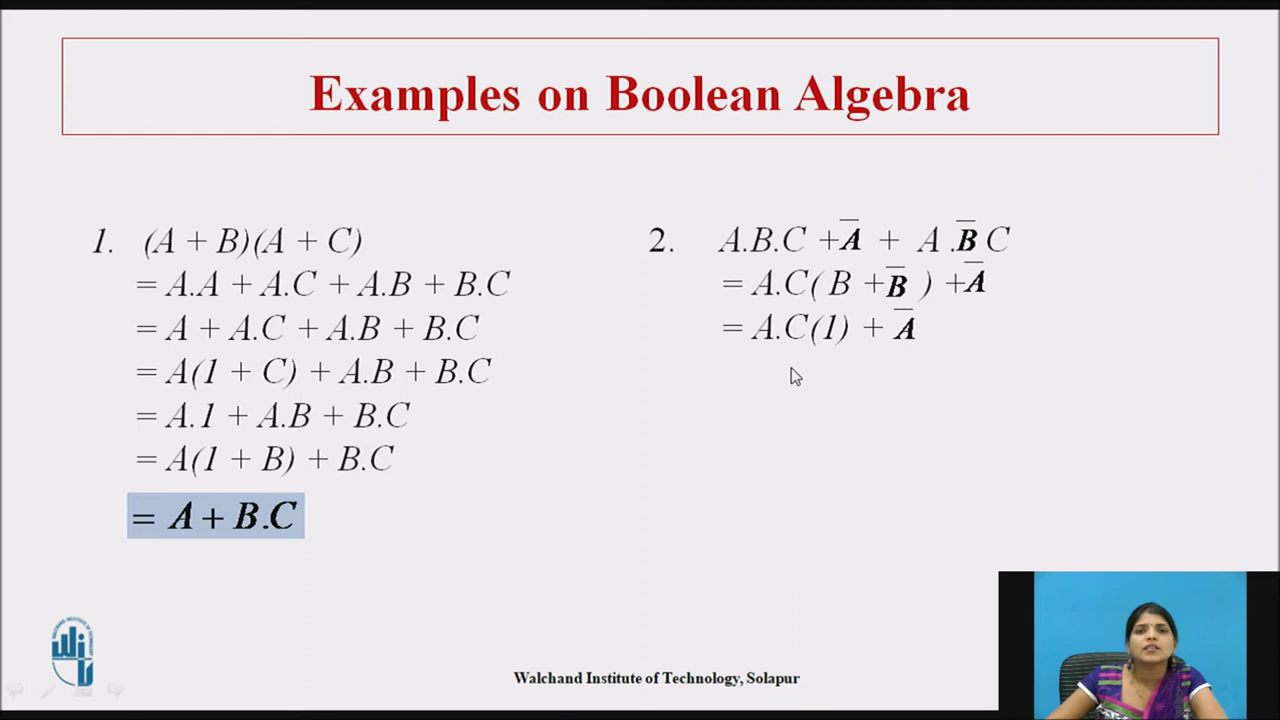 Examples on Boolean Algebra
1. (A + B)(A + C)
= A.A + A.C + A.B + B.C
= A + A.C + A.B + B.C
= A(1 + C) + A.B + B.C
= A.1 + A.B + B.C
= A(1 + B) + B.C
= A + B.C
2. A.B.C + A̅ + A .B̅ C
= A.C( B + B̅ ) + A̅
= A.C(1) + A̅
Walchand Institute of Technology, Solapur